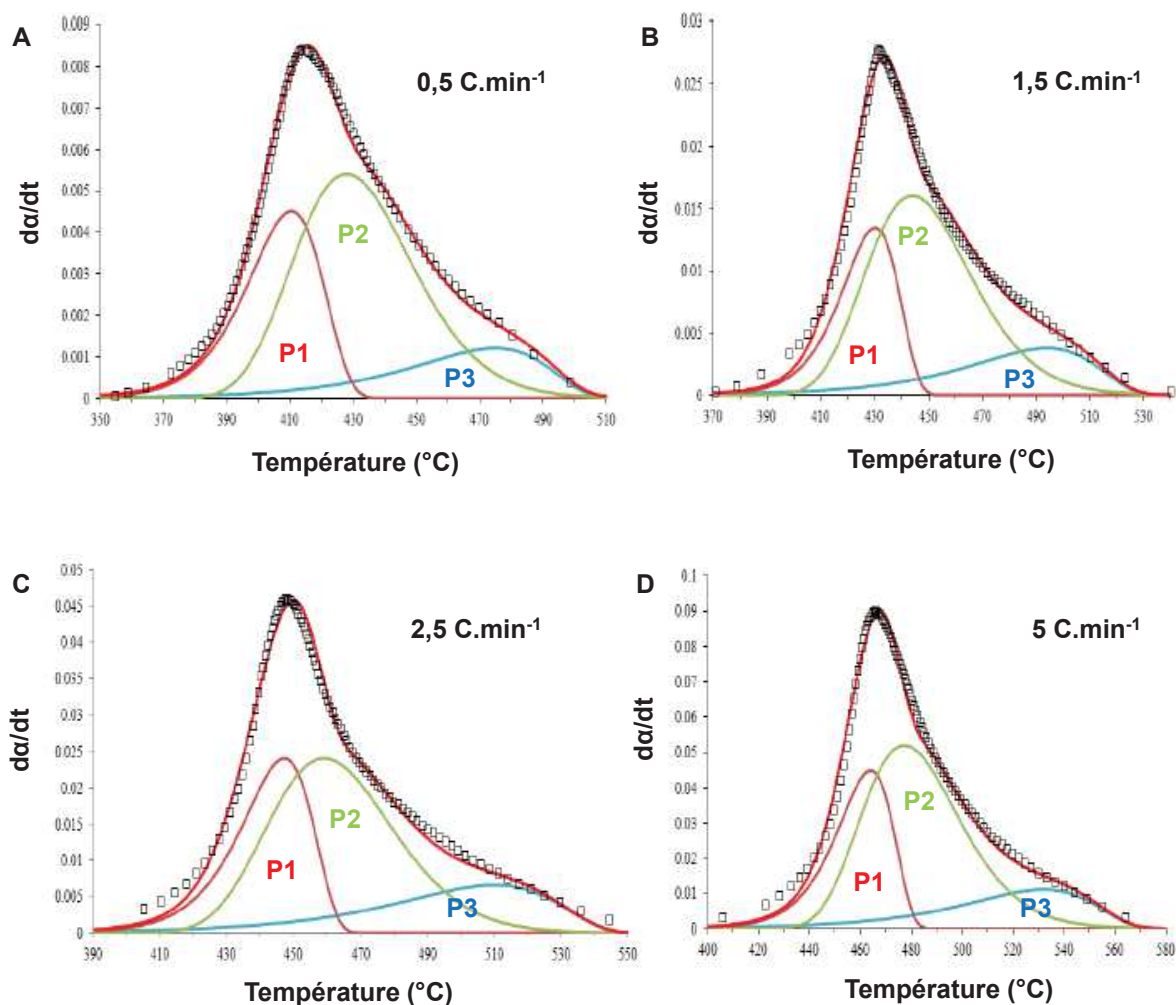 A
0,5 C.min-1
0.009
0.008
0.007
0.006
0.005
0.004
0.003
0.002
0.001
0
dα/dt
P1
P2
P3
350 370 390 410 430 450 470 490 510
Température (°C)
B
1,5 C.min-1
0.03
0.025
0.02
0.015
0.01
0.005
0
dα/dt
P1
P2
P3
370 390 410 430 450 470 490 510 530
Température (°C)
C
2,5 C.min-1
0.05
0.045
0.04
0.035
0.03
0.025
0.02
0.015
0.01
0.005
0
dα/dt
P1
P2
P3
390 410 430 450 470 490 510 530 550
Température (°C)
D
5 C.min-1
0.1
0.09
0.08
0.07
0.06
0.05
0.04
0.03
0.02
0.01
0
dα/dt
P1
P2
P3
400 420 440 460 480 500 520 540 560 580
Température (°C)